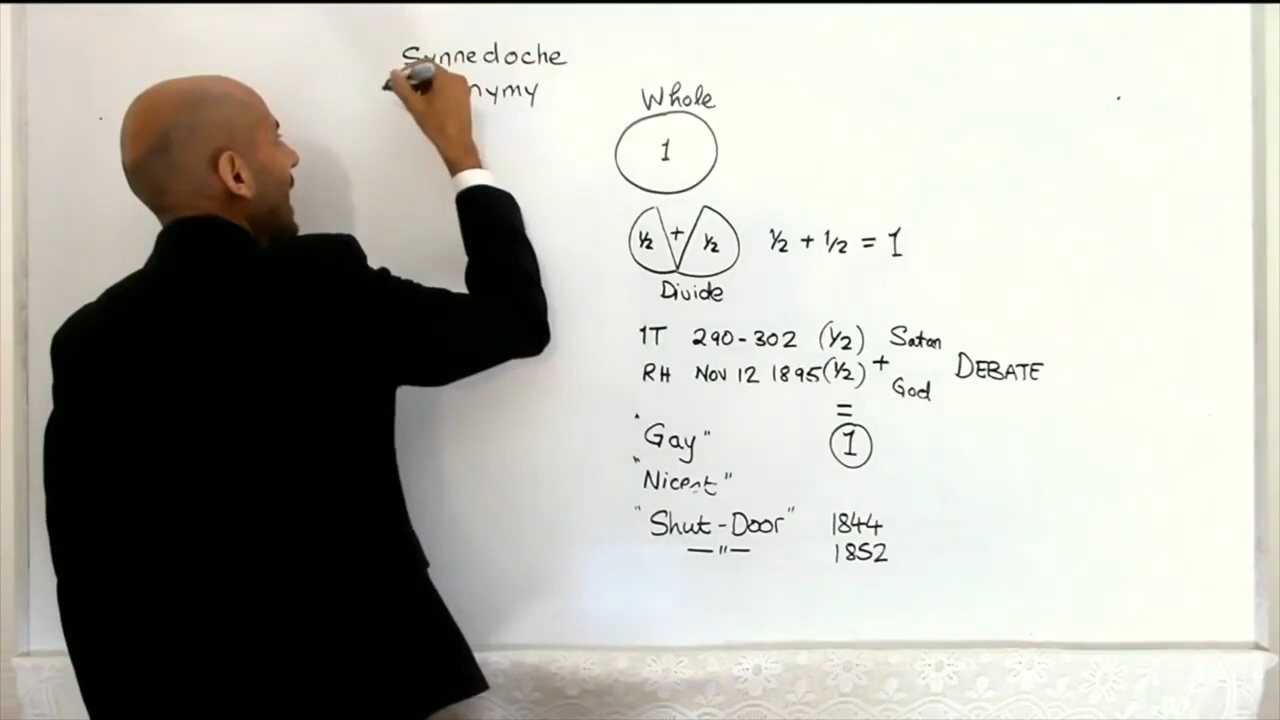 Synnedoche
Whole
1
½ + ½
½ + 1/2 = 1
Divide
1T 290-302 (½) Satan
+
DEBATE
RH Nov 12 1895 (½) God
=
"Gay" 1
"Nicest"
"Shut-Door" 1844
—"— 1852